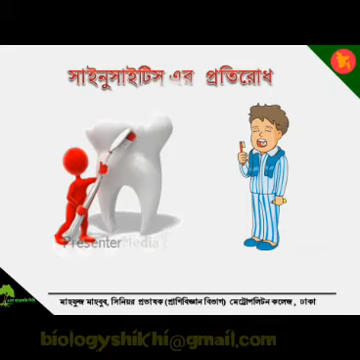 সাইনুসাইটিস এর প্রতিরোধ
PresenterMedia
মাহফুজ মাহবুব, সিনিয়র প্রভাষক (প্রাণিবিজ্ঞান বিভাগ) মেট্রোপলিটন কলেজ, ঢাকা
biologyshikhi@gmail.com